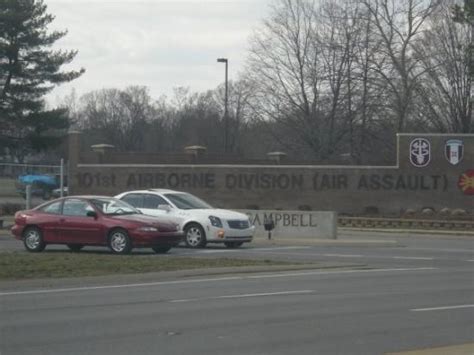 101st AIRBORNE DIVISION (AIR ASSAULT)
CAMPBELL